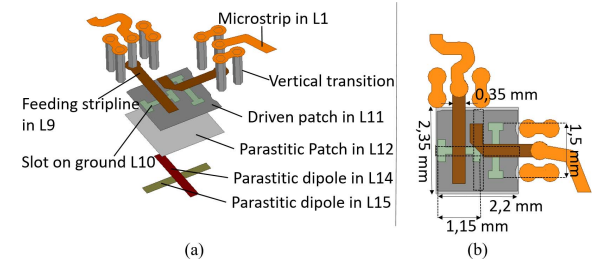 Microstrip in L1
Vertical transition
Feeding stripline
in L9
Driven patch in L11
Slot on ground L10
Parastitic Patch in L12
Parastitic dipole in L14
Parastitic dipole in L15
(a)
0,35 mm
2,35 mm
1,5 mm
2,2 mm
1,15 mm
(b)